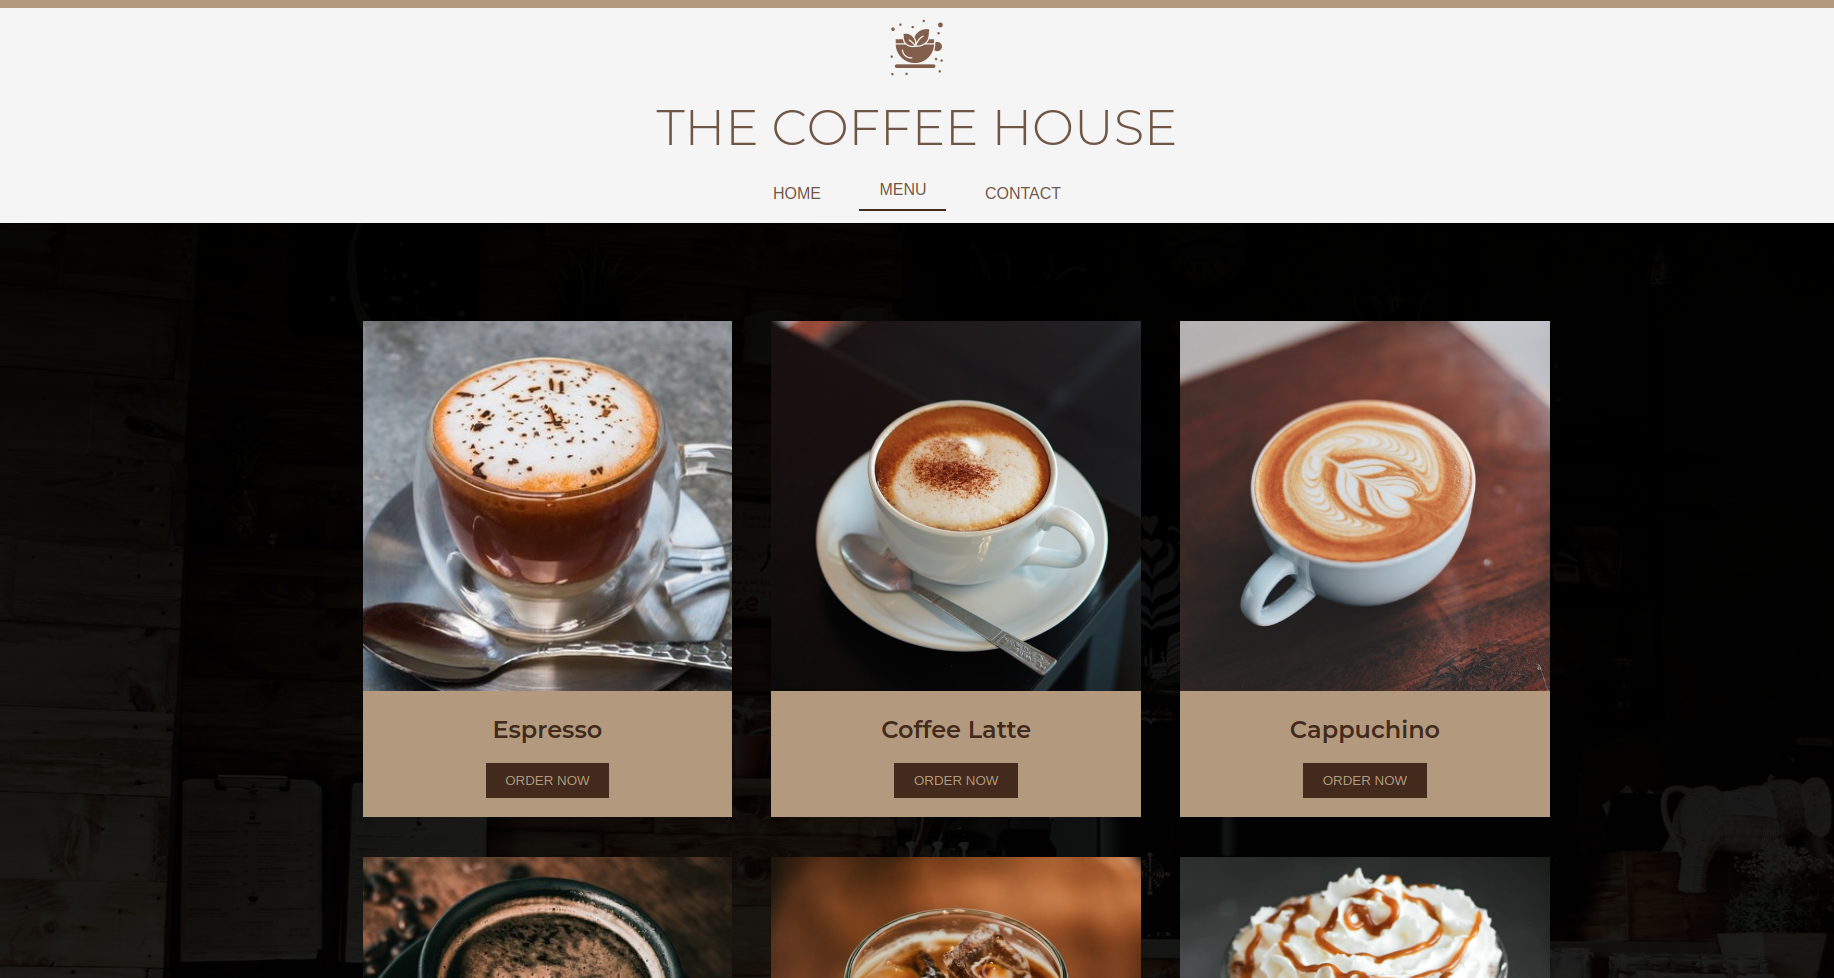 THE COFFEE HOUSE
HOME MENU CONTACT
Espresso Coffee Latte Cappuchino
ORDER NOW ORDER NOW ORDER NOW